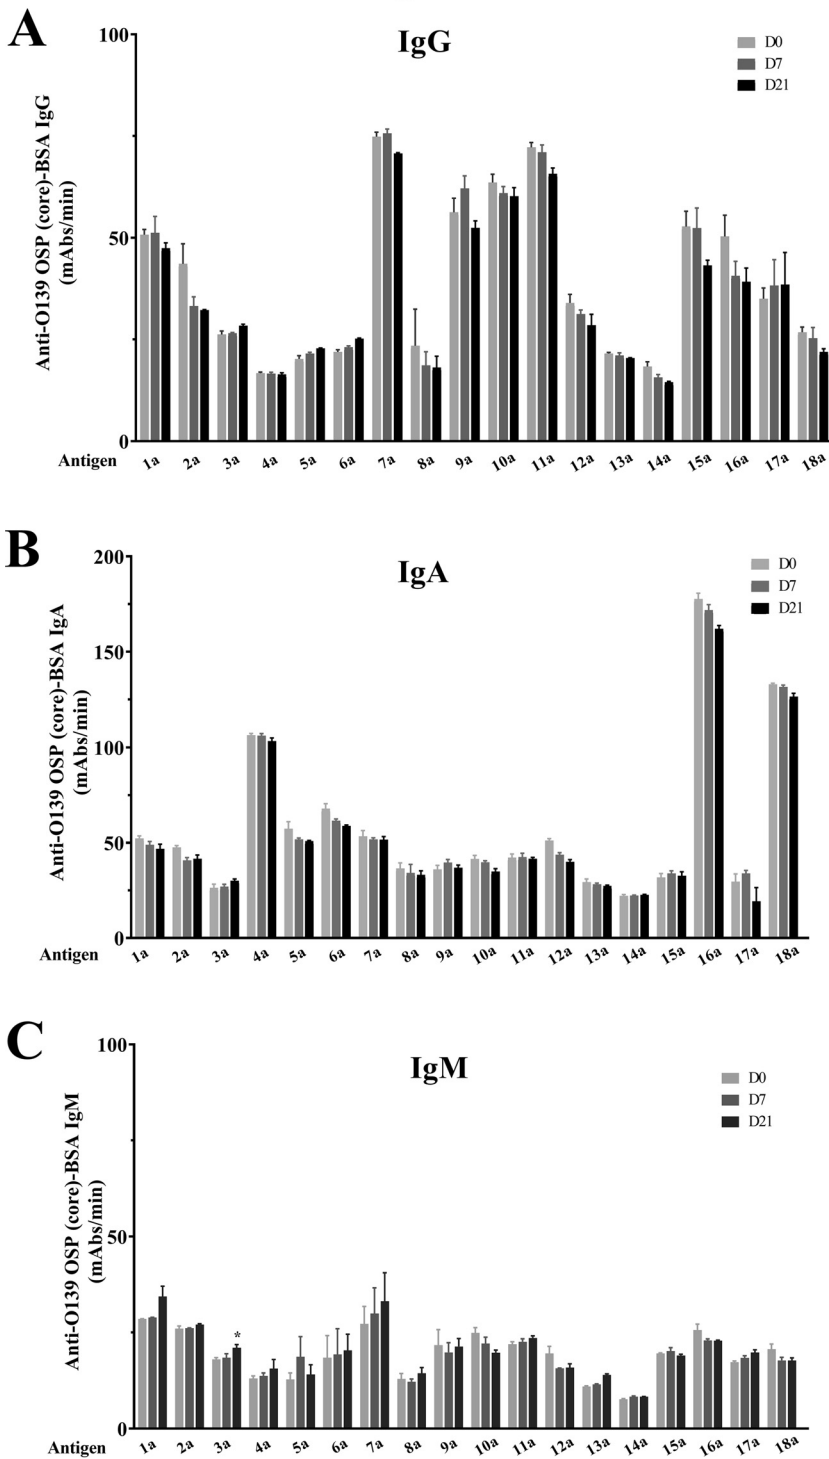 A
IgG
D0
D7
D21
Anti-O139 OSP (core)-BSA IgG
(mAbs/min)
100
50
0
Antigen
1a 2a 3a 4a 5a 6a 7a 8a 9a 10a 11a 12a 13a 14a 15a 16a 17a 18a
B
IgA
D0
D7
D21
Anti-O139 OSP (core)-BSA IgA
(mAbs/min)
200
150
100
50
0
Antigen
1a 2a 3a 4a 5a 6a 7a 8a 9a 10a 11a 12a 13a 14a 15a 16a 17a 18a
C
IgM
D0
D7
D21
Anti-O139 OSP (core)-BSA IgM
(mAbs/min)
100
50
0
*
Antigen
1a 2a 3a 4a 5a 6a 7a 8a 9a 10a 11a 12a 13a 14a 15a 16a 17a 18a